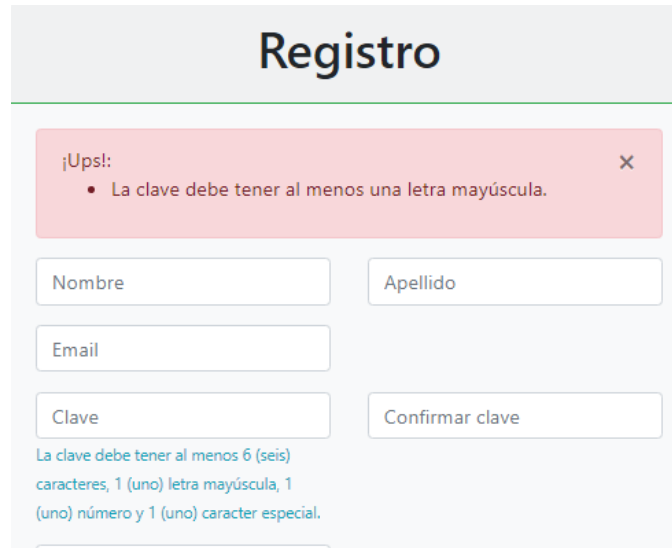 Registro
¡Ups!:
La clave debe tener al menos una letra mayúscula.
Nombre
Apellido
Email
Clave
Confirmar clave
La clave debe tener al menos 6 (seis)
caracteres, 1 (uno) letra mayúscula, 1
(uno) número y 1 (uno) caracter especial.